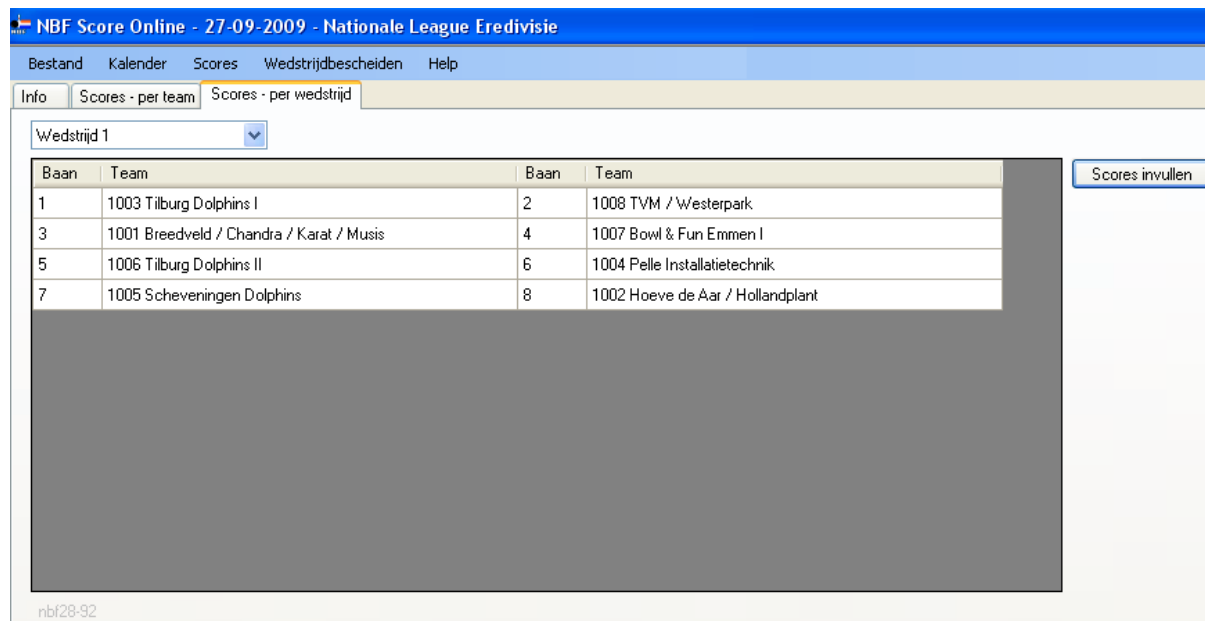 NBF Score Online - 27-09-2009 - Nationale League Eredivisie
Bestand Kalender Scores Wedstrijdbescheiden Help
Info Scores - per team Scores - per wedstrijd
Wedstrijd 1
Baan Team Baan Team Scores invullen
1 1003 Tilburg Dolphins I 2 1008 TVM / Westerpark
3 1001 Breedveld / Chandra / Karat / Musis 4 1007 Bowl & Fun Emmen I
5 1006 Tilburg Dolphins II 6 1004 Pelle Installatietechnik
7 1005 Scheveningen Dolphins 8 1002 Hoeve de Aar / Hollandplant
nbf28-92